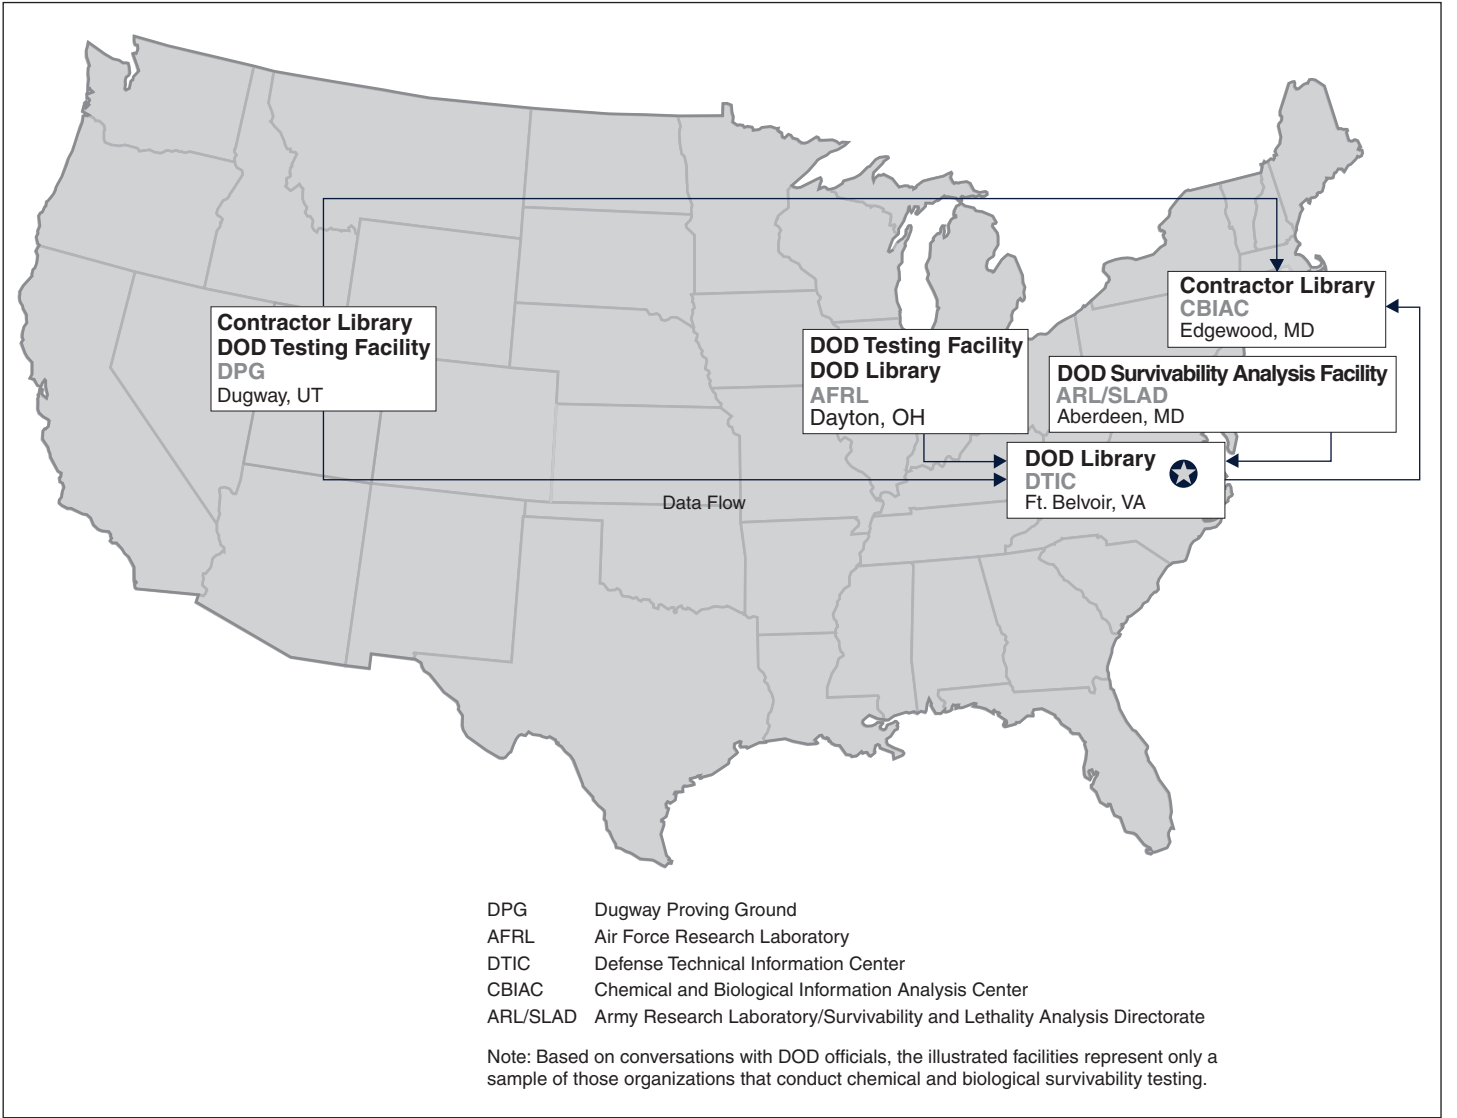 Contractor Library
CBIAC
Edgewood, MD
Contractor Library
DOD Testing Facility
DPG
Dugway, UT
DOD Testing Facility
DOD Library
AFRL
Dayton, OH
DOD Survivability Analysis Facility
ARL/SLAD
Aberdeen, MD
DOD Library
DTIC
Ft. Belvoir, VA
Data Flow
DPG Dugway Proving Ground
AFRL Air Force Research Laboratory
DTIC Defense Technical Information Center
CBIAC Chemical and Biological Information Analysis Center
ARL/SLAD Army Research Laboratory/Survivability and Lethality Analysis Directorate
Note: Based on conversations with DOD officials, the illustrated facilities represent only a
sample of those organizations that conduct chemical and biological survivability testing.